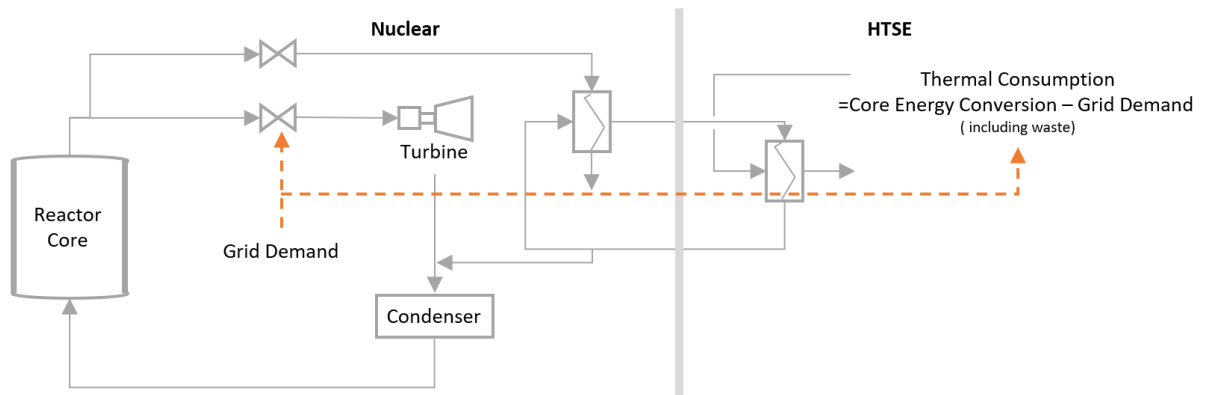 Nuclear
HTSE
Thermal Consumption
=Core Energy Conversion – Grid Demand
( including waste)
Turbine
Reactor
Core
Grid Demand
Condenser